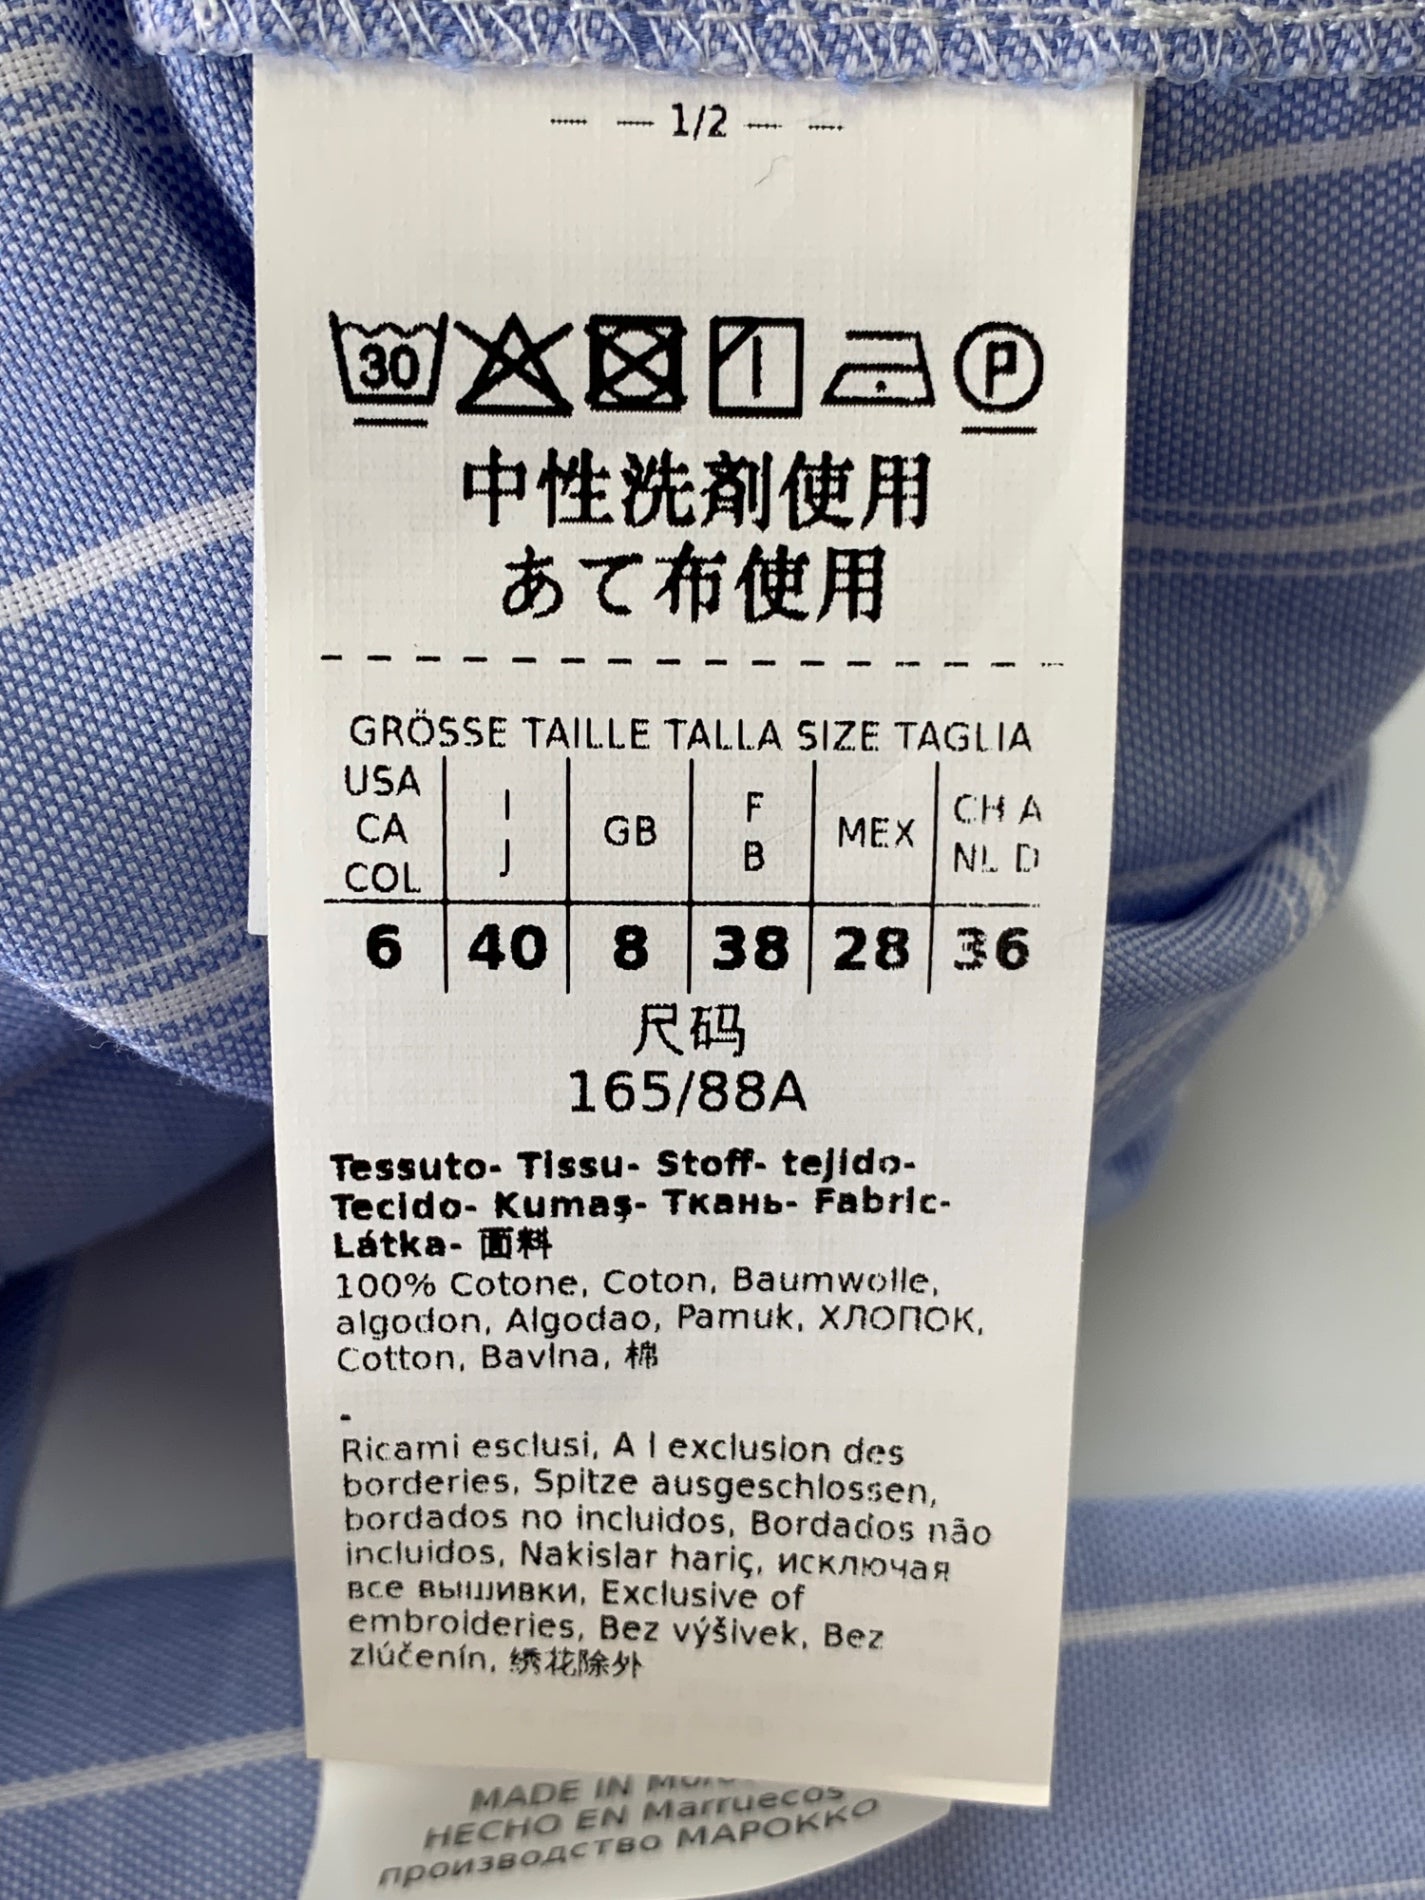 1/2
30 P
中性洗剤使用
あて布使用
GRÖSSE TAILLE TALLA SIZE TAGLIA
USA CA COL | I J | GB | F B | MEX | CH A NL D
6 | 40 | 8 | 38 | 28 | 36
尺码
165/88A
Tessuto- Tissu- Stoff- tejido-
Tecido- Kumaş- Ткань- Fabric-
Látka- 面料
100% Cotone, Coton, Baumwolle,
algodon, Algodao, Pamuk, ХЛОПОК,
Cotton, Bavlna, 棉
-
Ricami esclusi, A l exclusion des
borderies, Spitze ausgeschlossen,
bordados no incluidos, Bordados não
incluidos, Nakislar hariç, исключая
все вышивки, Exclusive of
embroideries, Bez výšivek, Bez
zlúčenín, 绣花除外
MADE IN
HECHO EN Marruecos
производство МАРОККО